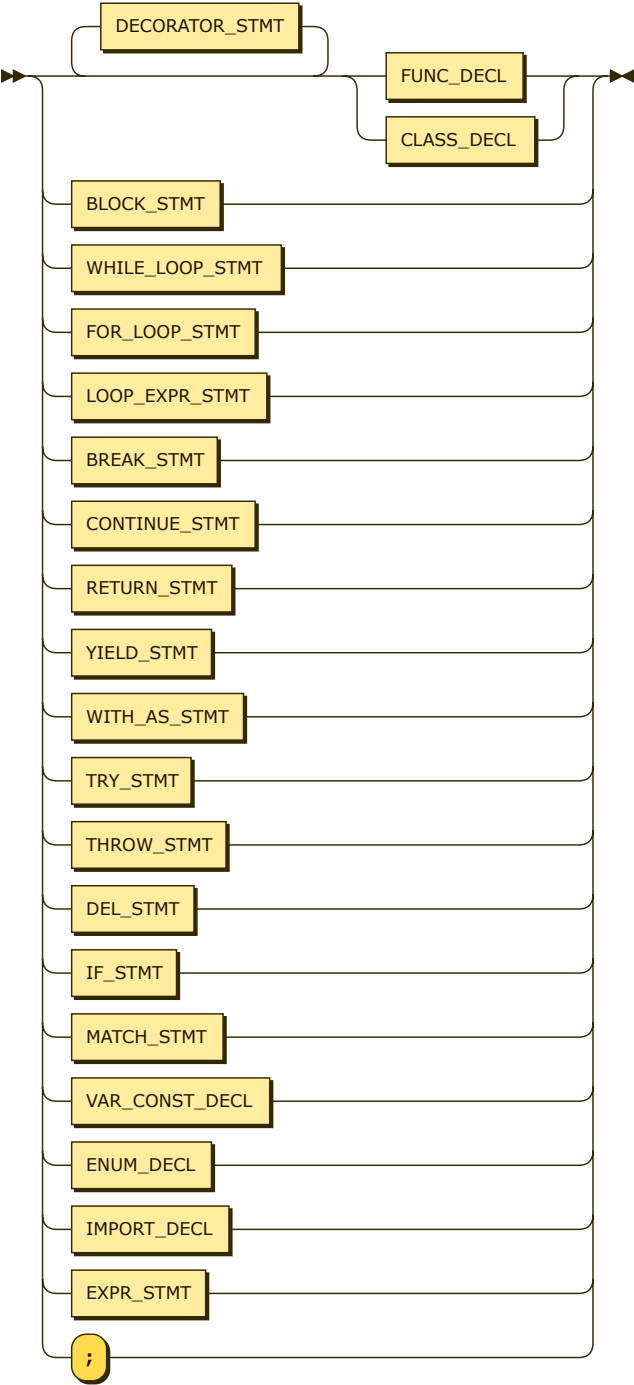 DECORATOR_STMT
FUNC_DECL
CLASS_DECL
BLOCK_STMT
WHILE_LOOP_STMT
FOR_LOOP_STMT
LOOP_EXPR_STMT
BREAK_STMT
CONTINUE_STMT
RETURN_STMT
YIELD_STMT
WITH_AS_STMT
TRY_STMT
THROW_STMT
DEL_STMT
IF_STMT
MATCH_STMT
VAR_CONST_DECL
ENUM_DECL
IMPORT_DECL
EXPR_STMT
;